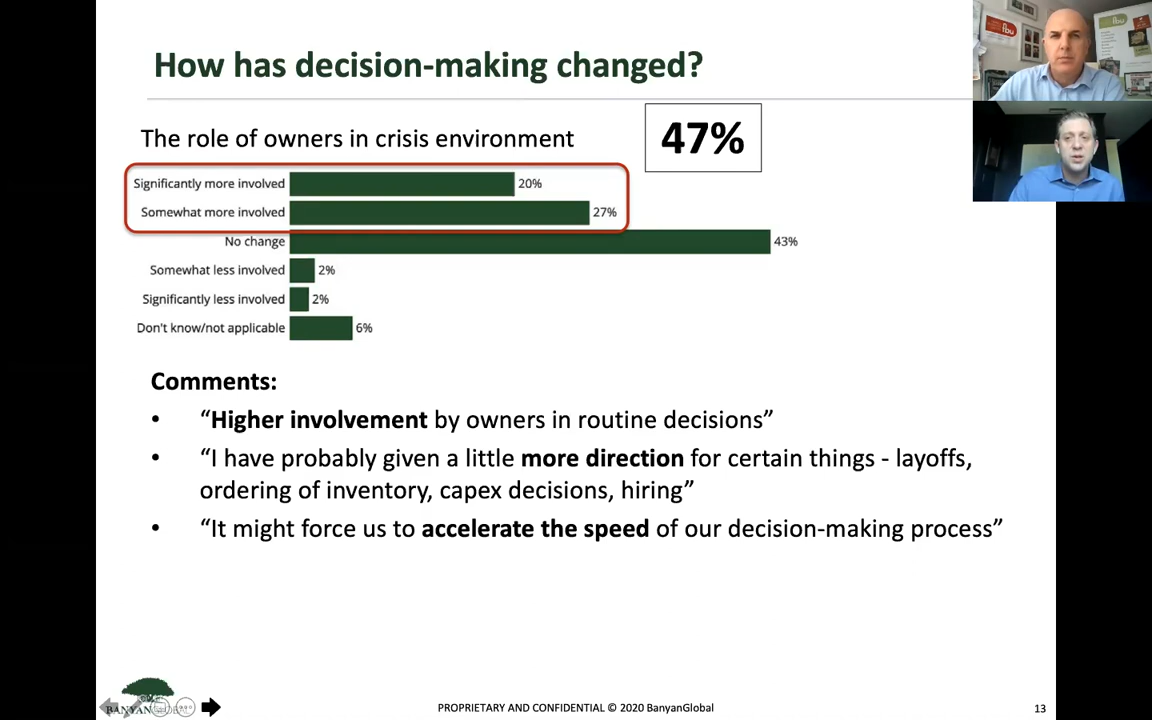 How has decision-making changed?
The role of owners in crisis environment
47%
Significantly more involved 20%
Somewhat more involved 27%
No change 43%
Somewhat less involved 2%
Significantly less involved 2%
Don't know/not applicable 6%
Comments:
• “Higher involvement by owners in routine decisions”
• “I have probably given a little more direction for certain things - layoffs,
ordering of inventory, capex decisions, hiring”
• “It might force us to accelerate the speed of our decision-making process”
PROPRIETARY AND CONFIDENTIAL © 2020 BanyanGlobal
13
fbu